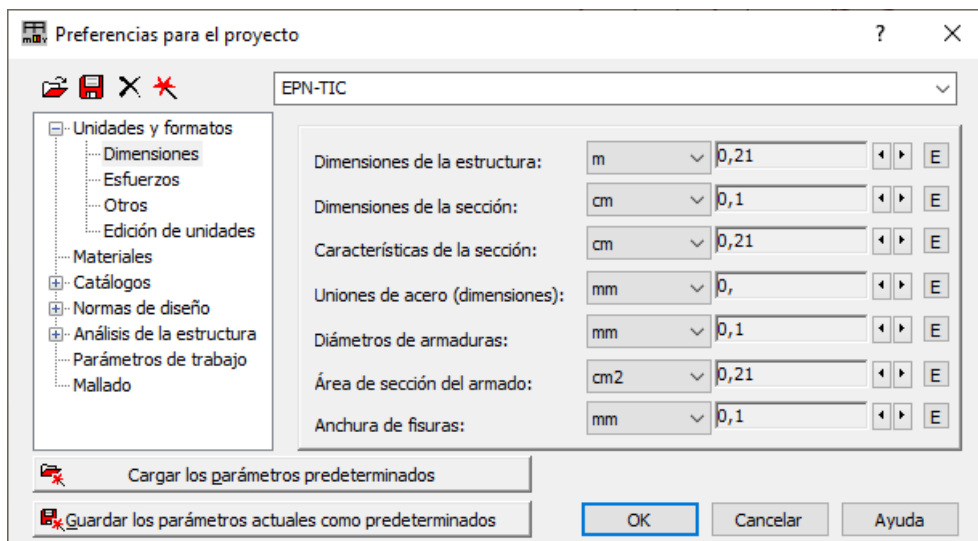 Preferencias para el proyecto
EPN-TIC
Unidades y formatos
Dimensiones
Esfuerzos
Otros
Edición de unidades
Materiales
Catálogos
Normas de diseño
Análisis de la estructura
Parámetros de trabajo
Mallado
Dimensiones de la estructura: m 0,21 E
Dimensiones de la sección: cm 0,1 E
Características de la sección: cm 0,21 E
Uniones de acero (dimensiones): mm 0, E
Diámetros de armaduras: mm 0,1 E
Área de sección del armado: cm2 0,21 E
Anchura de fisuras: mm 0,1 E
Cargar los parámetros predeterminados
Guardar los parámetros actuales como predeterminados
OK Cancelar Ayuda